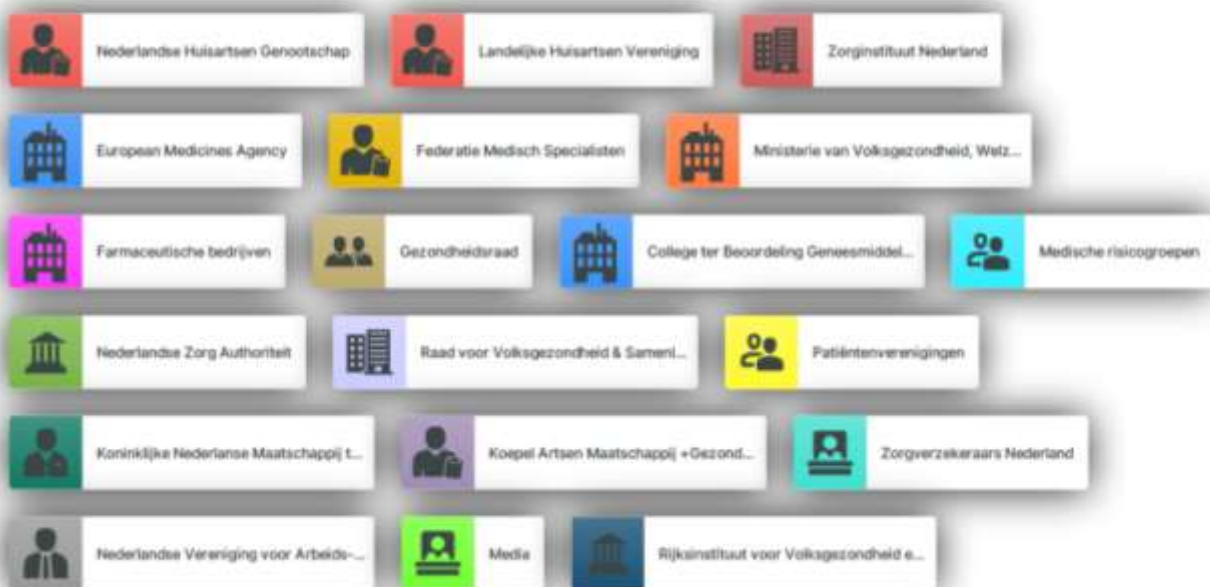 Nederlandse Huisartsen Genootschap
Landelijke Huisartsen Vereniging
Zorginstituut Nederland
European Medicines Agency
Federatie Medisch Specialisten
Ministerie van Volksgezondheid, Welz...
Farmaceutische bedrijven
Gezondheidsraad
College ter Beoordeling Geneesmiddel...
Medische risicogroepen
Nederlandse Zorg Authoriteit
Raad voor Volksgezondheid & Samenl...
Patiëntenverenigingen
Koninklijke Nederlanse Maatschappij t...
Koepel Artsen Maatschappij +Gezond...
Zorgverzekeraars Nederland
Nederlandse Vereniging voor Arbeids-...
Media
Rijksinstituut voor Volksgezondheid e...